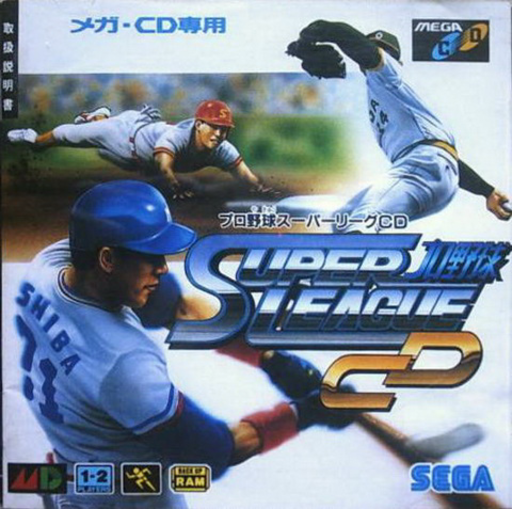 取扱説明書
メガ・CD専用
MEGA
CD
S
プロ野球スーパーリーグCD
SUPER プロ野球
LEAGUE
CD
SHIBA
MD
1-2
PLAYERS
BACK UP
RAM
SEGA